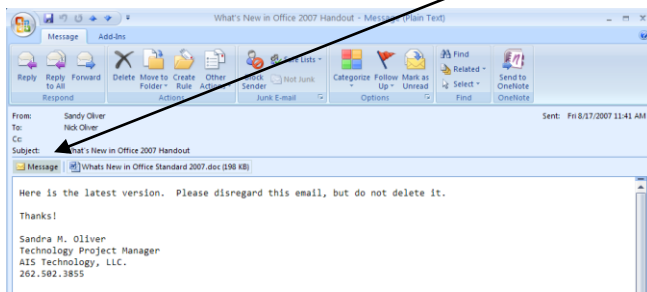 What's New in Office 2007 Handout - Message (Plain Text)
Message Add-Ins
Reply Reply to All Forward Delete Move to Folder Create Rule Other Actions Block Sender Safe Lists Not Junk Categorize Follow Up Mark as Unread Find Related Select Send to OneNote
Respond Actions Junk E-mail Options Find OneNote
From: Sandy Oliver Sent: Fri 8/17/2007 11:41 AM
To: Nick Oliver
Cc:
Subject: What's New in Office 2007 Handout
Message Whats New in Office Standard 2007.doc (198 KB)
Here is the latest version. Please disregard this email, but do not delete it.
Thanks!
Sandra M. Oliver
Technology Project Manager
AIS Technology, LLC.
262.502.3855